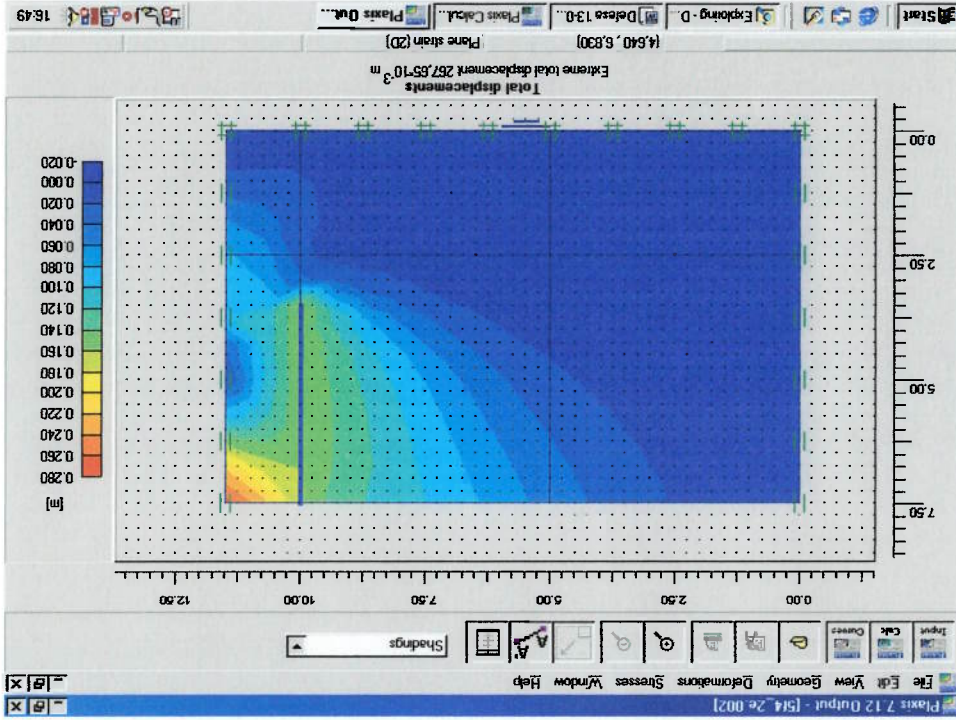 Plaxis 7.12 Output - [5f4_2e 002]
File Edit View Geometry Deformations Stresses Window Help
Input Calc Curves Shadings
0.00 2.50 5.00 7.50 10.00 12.50
7.50
5.00
2.50
0.00
[m]
0.280
0.260
0.240
0.220
0.200
0.180
0.160
0.140
0.120
0.100
0.080
0.060
0.040
0.020
0.000
-0.020
Total displacements
Extreme total displacement 267,65*10-3 m
(4,640 , 6,630) Plane strain (2D)
Start Exploring - D... Defesa 13-0... Plaxis Calcul... Plaxis Out... 16:49